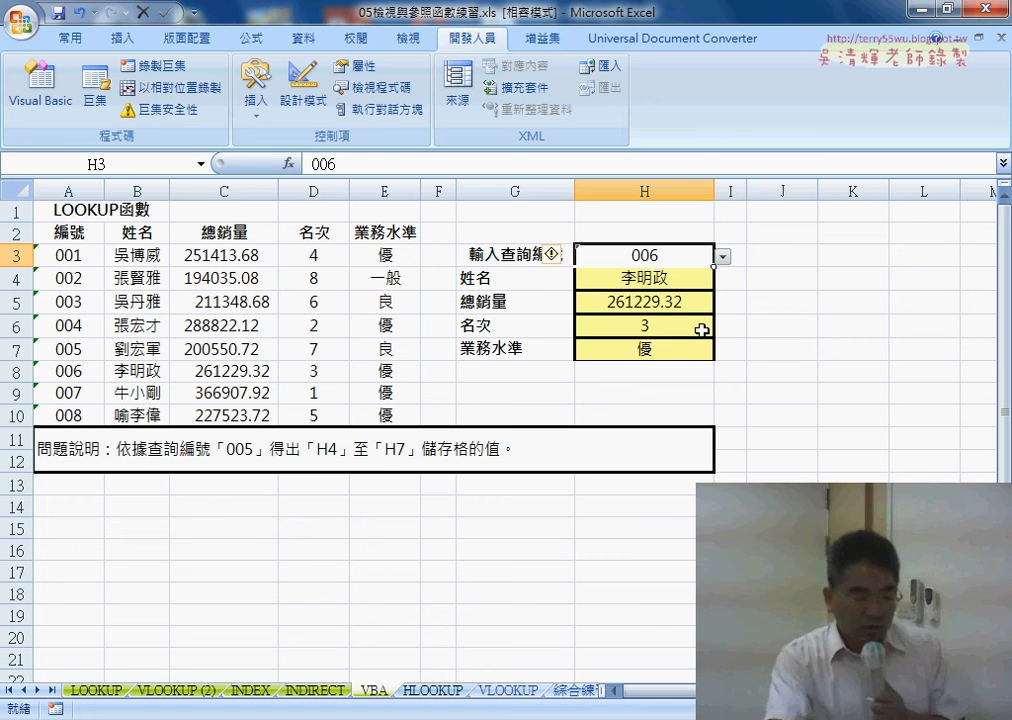 05檢視與參照函數練習.xls [相容模式] - Microsoft Excel
常用 插入 版面配置 公式 資料 校閱 檢視 開發人員 增益集 Universal Document Converter
http://terry55wu.blogspot.tw
吳清輝老師錄製
Visual Basic 巨集 錄製巨集 以相對位置錄製 巨集安全性
插入 設計模式 屬性 檢視程式碼 執行對話方塊
來源 對應內容 擴充套件 重新整理資料 匯入 匯出
程式碼 控制項 XML
H3 fx 006
A B C D E F G H I J K L M
1 LOOKUP函數
2 編號 姓名 總銷量 名次 業務水準
3 001 吳博威 251413.68 4 優 輸入查詢編號 006
4 002 張賢雅 194035.08 8 一般 姓名 李明政
5 003 吳丹雅 211348.68 6 良 總銷量 261229.32
6 004 張宏才 288822.12 2 優 名次 3
7 005 劉宏軍 200550.72 7 良 業務水準 優
8 006 李明政 261229.32 3 優
9 007 牛小剛 366907.92 1 優
10 008 喻李偉 227523.72 5 優
11 問題說明：依據查詢編號「005」得出「H4」至「H7」儲存格的值。
12
13
14
15
16
17
18
19
20
21
22
LOOKUP VLOOKUP (2) INDEX INDIRECT VBA HLOOKUP VLOOKUP 綜合練習
就緒